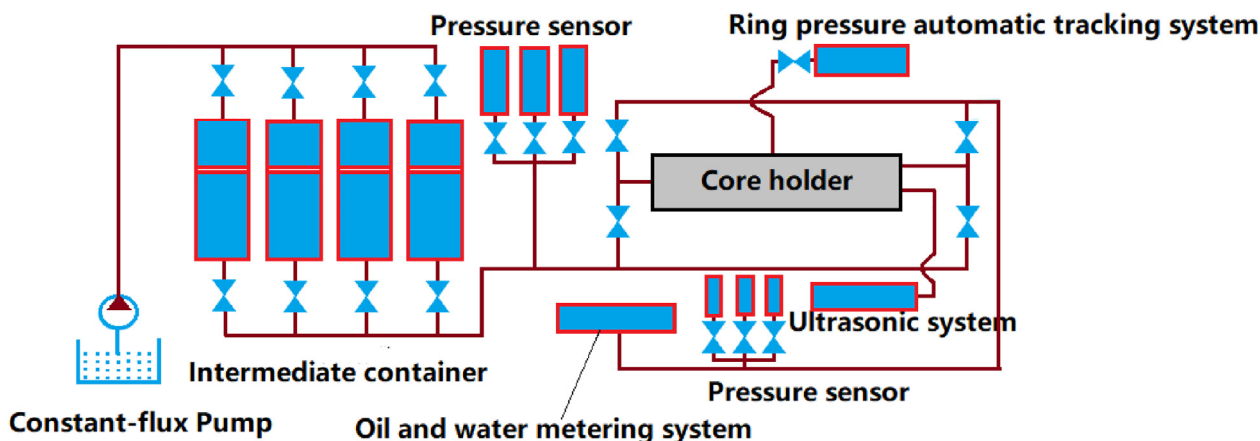 Pressure sensor
Ring pressure automatic tracking system
Core holder
Ultrasonic system
Intermediate container
Pressure sensor
Constant-flux Pump
Oil and water metering system